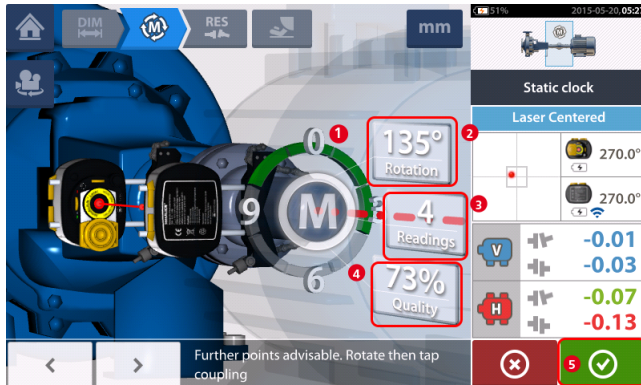 DIM
M
RES
mm
51%
2015-05-20, 05:27
M
Static clock
Laser Centered
270.0°
270.0°
0
1
135°
Rotation
2
9
M
4
Readings
3
6
4
73%
Quality
V
-0.01
-0.03
H
-0.07
-0.13
Further points advisable. Rotate then tap
coupling
5